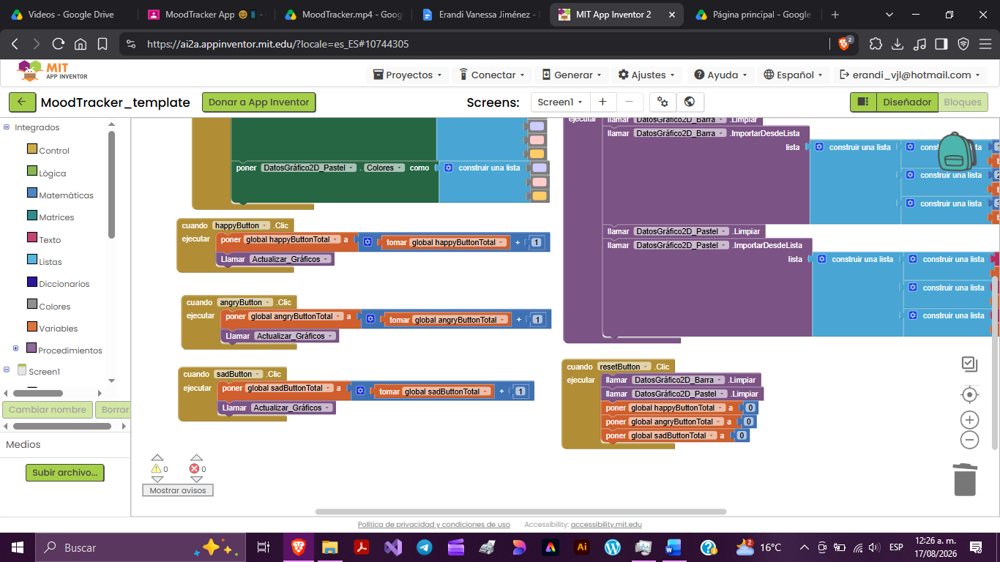 Videos - Google Drive
MoodTracker App
MoodTracker.mp4 - Goog
Erandi Vanessa Jiménez -
MIT App Inventor 2
Página principal - Google
https://ai2a.appinventor.mit.edu/?locale=es_ES#10744305
2
MIT
APP INVENTOR
Proyectos
Conectar
Generar
Ajustes
Ayuda
Español
erandi_vjl@hotmail.com
MoodTracker_template
Donar a App Inventor
Screens:
Screen1
Diseñador
Bloques
Integrados
Control
Lógica
Matemáticas
Matrices
Texto
Listas
Diccionarios
Colores
Variables
Procedimientos
Screen1
Cambiar nombre
Borrar
Medios
Subir archivo...
poner DatosGráfico2D_Pastel . Colores como construir una lista
cuando happyButton .Clic
ejecutar poner global happyButtonTotal a tomar global happyButtonTotal + 1
Llamar Actualizar_Gráficos
cuando angryButton .Clic
ejecutar poner global angryButtonTotal a tomar global angryButtonTotal + 1
Llamar Actualizar_Gráficos
cuando sadButton .Clic
ejecutar poner global sadButtonTotal a tomar global sadButtonTotal + 1
Llamar Actualizar_Gráficos
ejecutar llamar DatosGráfico2D_Barra .Limpiar
llamar DatosGráfico2D_Barra .ImportarDesdeLista
lista construir una lista
construir una lista
construir una lista
llamar DatosGráfico2D_Pastel .Limpiar
llamar DatosGráfico2D_Pastel .ImportarDesdeLista
lista construir una lista construir una lista
construir una lista
construir una lista
cuando resetButton .Clic
ejecutar llamar DatosGráfico2D_Barra .Limpiar
llamar DatosGráfico2D_Pastel .Limpiar
poner global happyButtonTotal a 0
poner global angryButtonTotal a 0
poner global sadButtonTotal a 0
0 0
Mostrar avisos
Política de privacidad y condiciones de uso
Accessibility: accessibility.mit.edu
Buscar
2
16°C
ESP
12:26 a. m.
17/08/2026